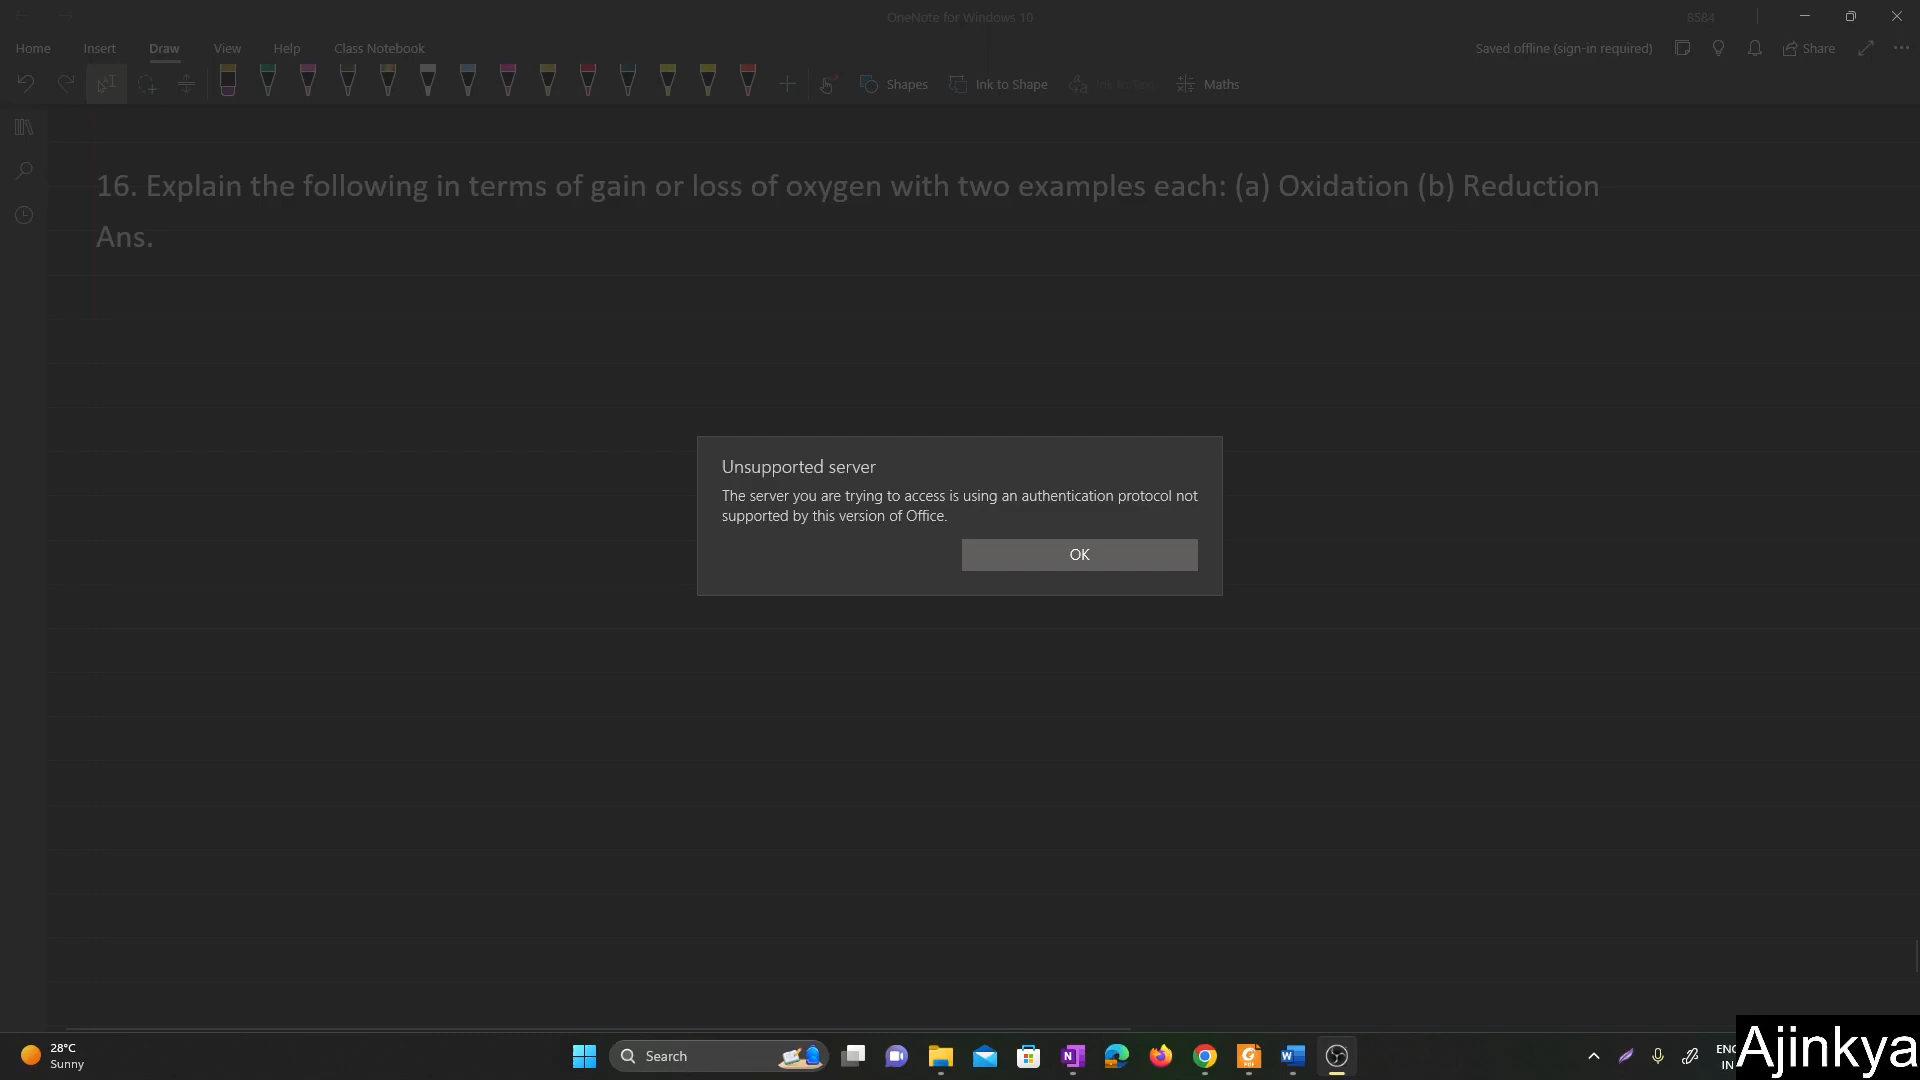 OneNote for Windows 10
8584
Home Insert Draw View Help Class Notebook
Saved offline (sign-in required)
Share
Shapes
Ink to Shape
Maths
16. Explain the following in terms of gain or loss of oxygen with two examples each: (a) Oxidation (b) Reduction
Ans.
Unsupported server
The server you are trying to access is using an authentication protocol not
supported by this version of Office.
OK
28°C
Sunny
Search
ENG
IN
Ajinkya